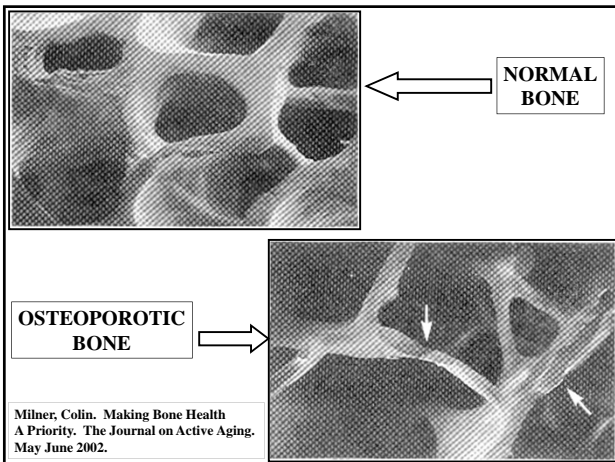 NORMAL
BONE
OSTEOPOROTIC
BONE
Milner, Colin. Making Bone Health
A Priority. The Journal on Active Aging.
May June 2002.